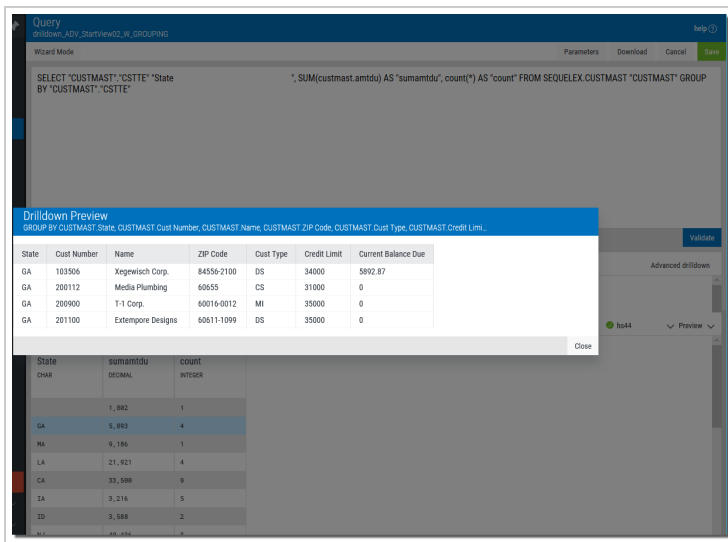 Query
drilldown_ADV_StartView02_W_GROUPING
help ?
Wizard Mode
Parameters Download Cancel Save
SELECT "CUSTMAST"."CSTTE" "State ", SUM(custmast.amtdu) AS "sumamtdu", count(*) AS "count" FROM SEQUELEX.CUSTMAST "CUSTMAST" GROUP
BY "CUSTMAST"."CSTTE"
Drilldown Preview
GROUP BY CUSTMAST.State, CUSTMAST.Cust Number, CUSTMAST.Name, CUSTMAST.ZIP Code, CUSTMAST.Cust Type, CUSTMAST.Credit Limi...
Validate
State Cust Number Name ZIP Code Cust Type Credit Limit Current Balance Due
Advanced drilldown
GA 103506 Xegewisch Corp. 84556-2100 DS 34000 5892.87
GA 200112 Media Plumbing 60655 CS 31000 0
GA 200900 T-1 Corp. 60016-0012 MI 35000 0
GA 201100 Extempore Designs 60611-1099 DS 35000 0
hs44 Preview
Close
State sumamtdu count
CHAR DECIMAL INTEGER
1,802 1
GA 5,893 4
MA 9,186 1
LA 21,921 4
CA 33,500 9
IA 3,216 5
ID 3,588 2